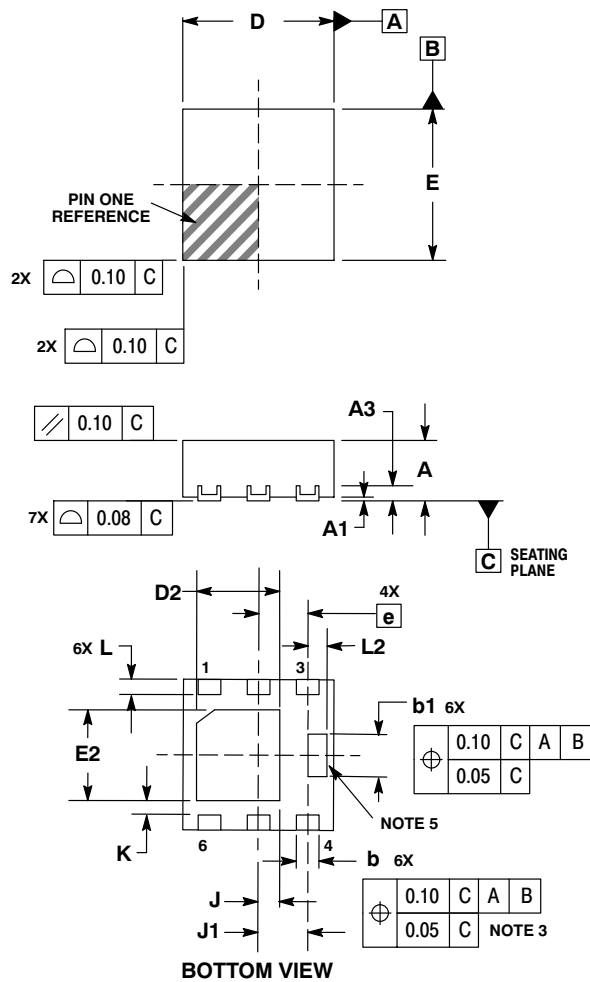 D
A
B
E
PIN ONE
REFERENCE
2X ⌓ 0.10 C
2X ⌓ 0.10 C
A3
// 0.10 C
A
7X ⌓ 0.08 C
A1
C SEATING
PLANE
D2
4X
e
L2
6X L
1 3
b1 6X
⌖ 0.10 C A B
0.05 C
E2
NOTE 5
K
6 4
b 6X
J
⌖ 0.10 C A B
0.05 C NOTE 3
J1
BOTTOM VIEW